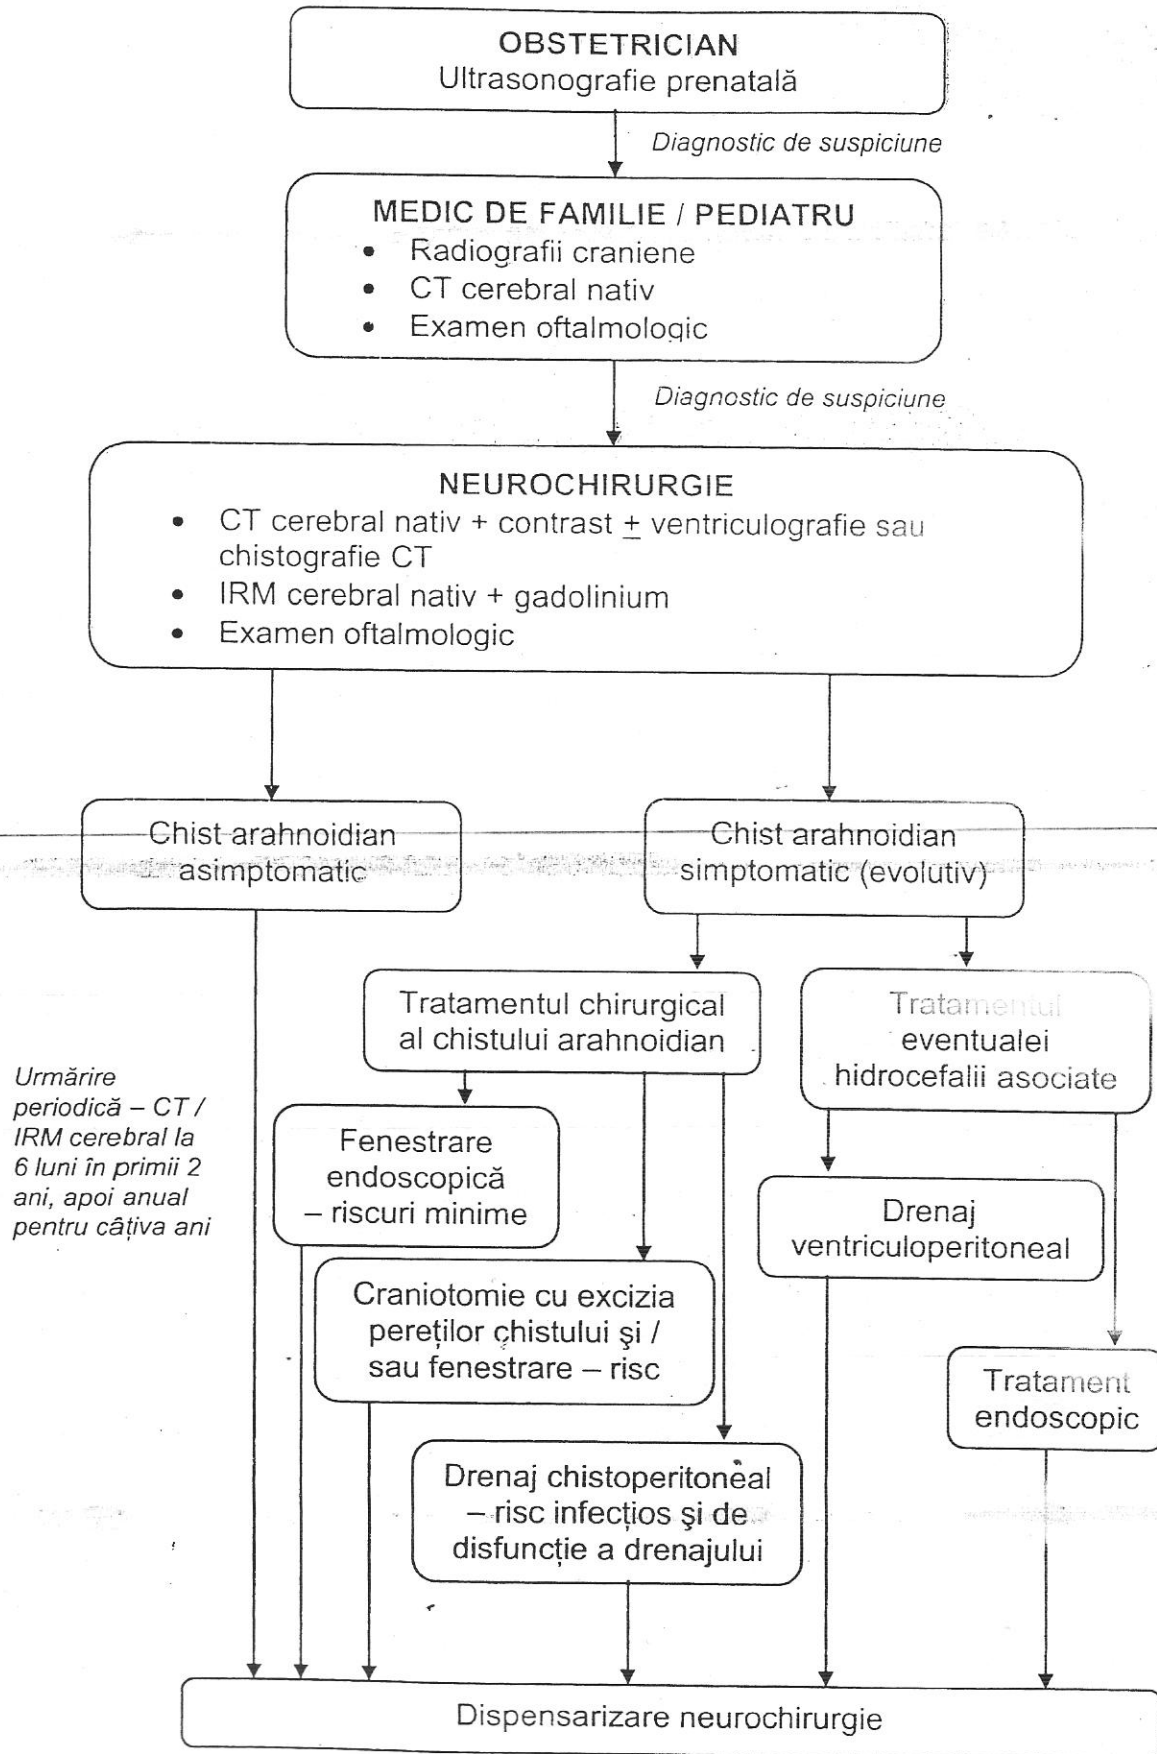 OBSTETRICIAN
Ultrasonografie prenatală
Diagnostic de suspiciune
MEDIC DE FAMILIE / PEDIATRU
• Radiografii craniene
• CT cerebral nativ
• Examen oftalmologic
Diagnostic de suspiciune
NEUROCHIRURGIE
• CT cerebral nativ + contrast ± ventriculografie sau
chistografie CT
• IRM cerebral nativ + gadolinium
• Examen oftalmologic
Chist arahnoidian
asimptomatic
Chist arahnoidian
simptomatic (evolutiv)
Tratamentul chirurgical
al chistului arahnoidian
Tratamentul
eventualei
hidrocefalii asociate
Urmărire
periodică – CT /
IRM cerebral la
6 luni în primii 2
ani, apoi anual
pentru câțiva ani
Fenestrare
endoscopică
– riscuri minime
Drenaj
ventriculoperitoneal
Craniotomie cu excizia
pereților chistului şi /
sau fenestrare – risc
Tratament
endoscopic
Drenaj chistoperitoneal
– risc infecțios şi de
disfuncție a drenajului
Dispensarizare neurochirurgie